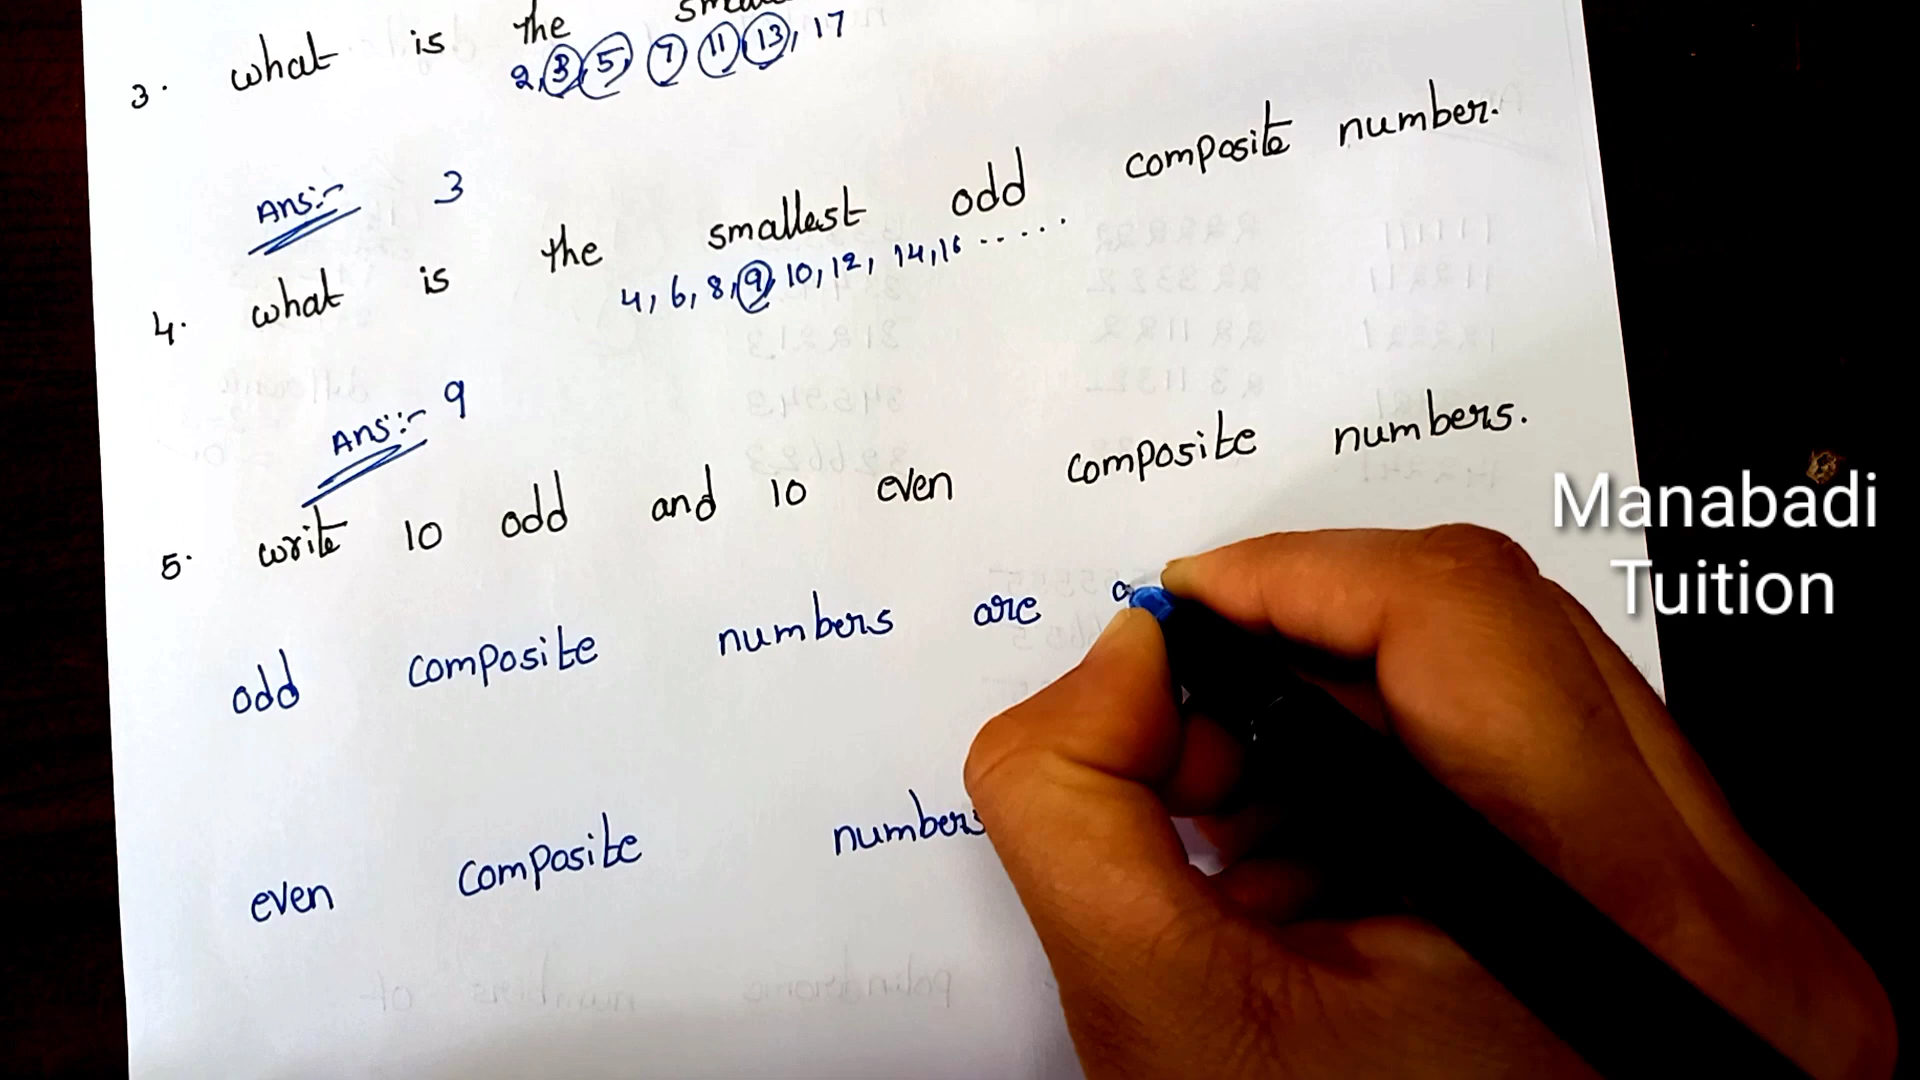 3. what is the
2, 3, 5, 7, 11, 13, 17
Ans:- 3
4. what is the smallest odd composite number.
4, 6, 8, 9, 10, 12, 14, 16 .....
Ans:- 9
5. write 10 odd and 10 even composite numbers.
odd composite numbers are
even composite numbers
Manabadi
Tuition